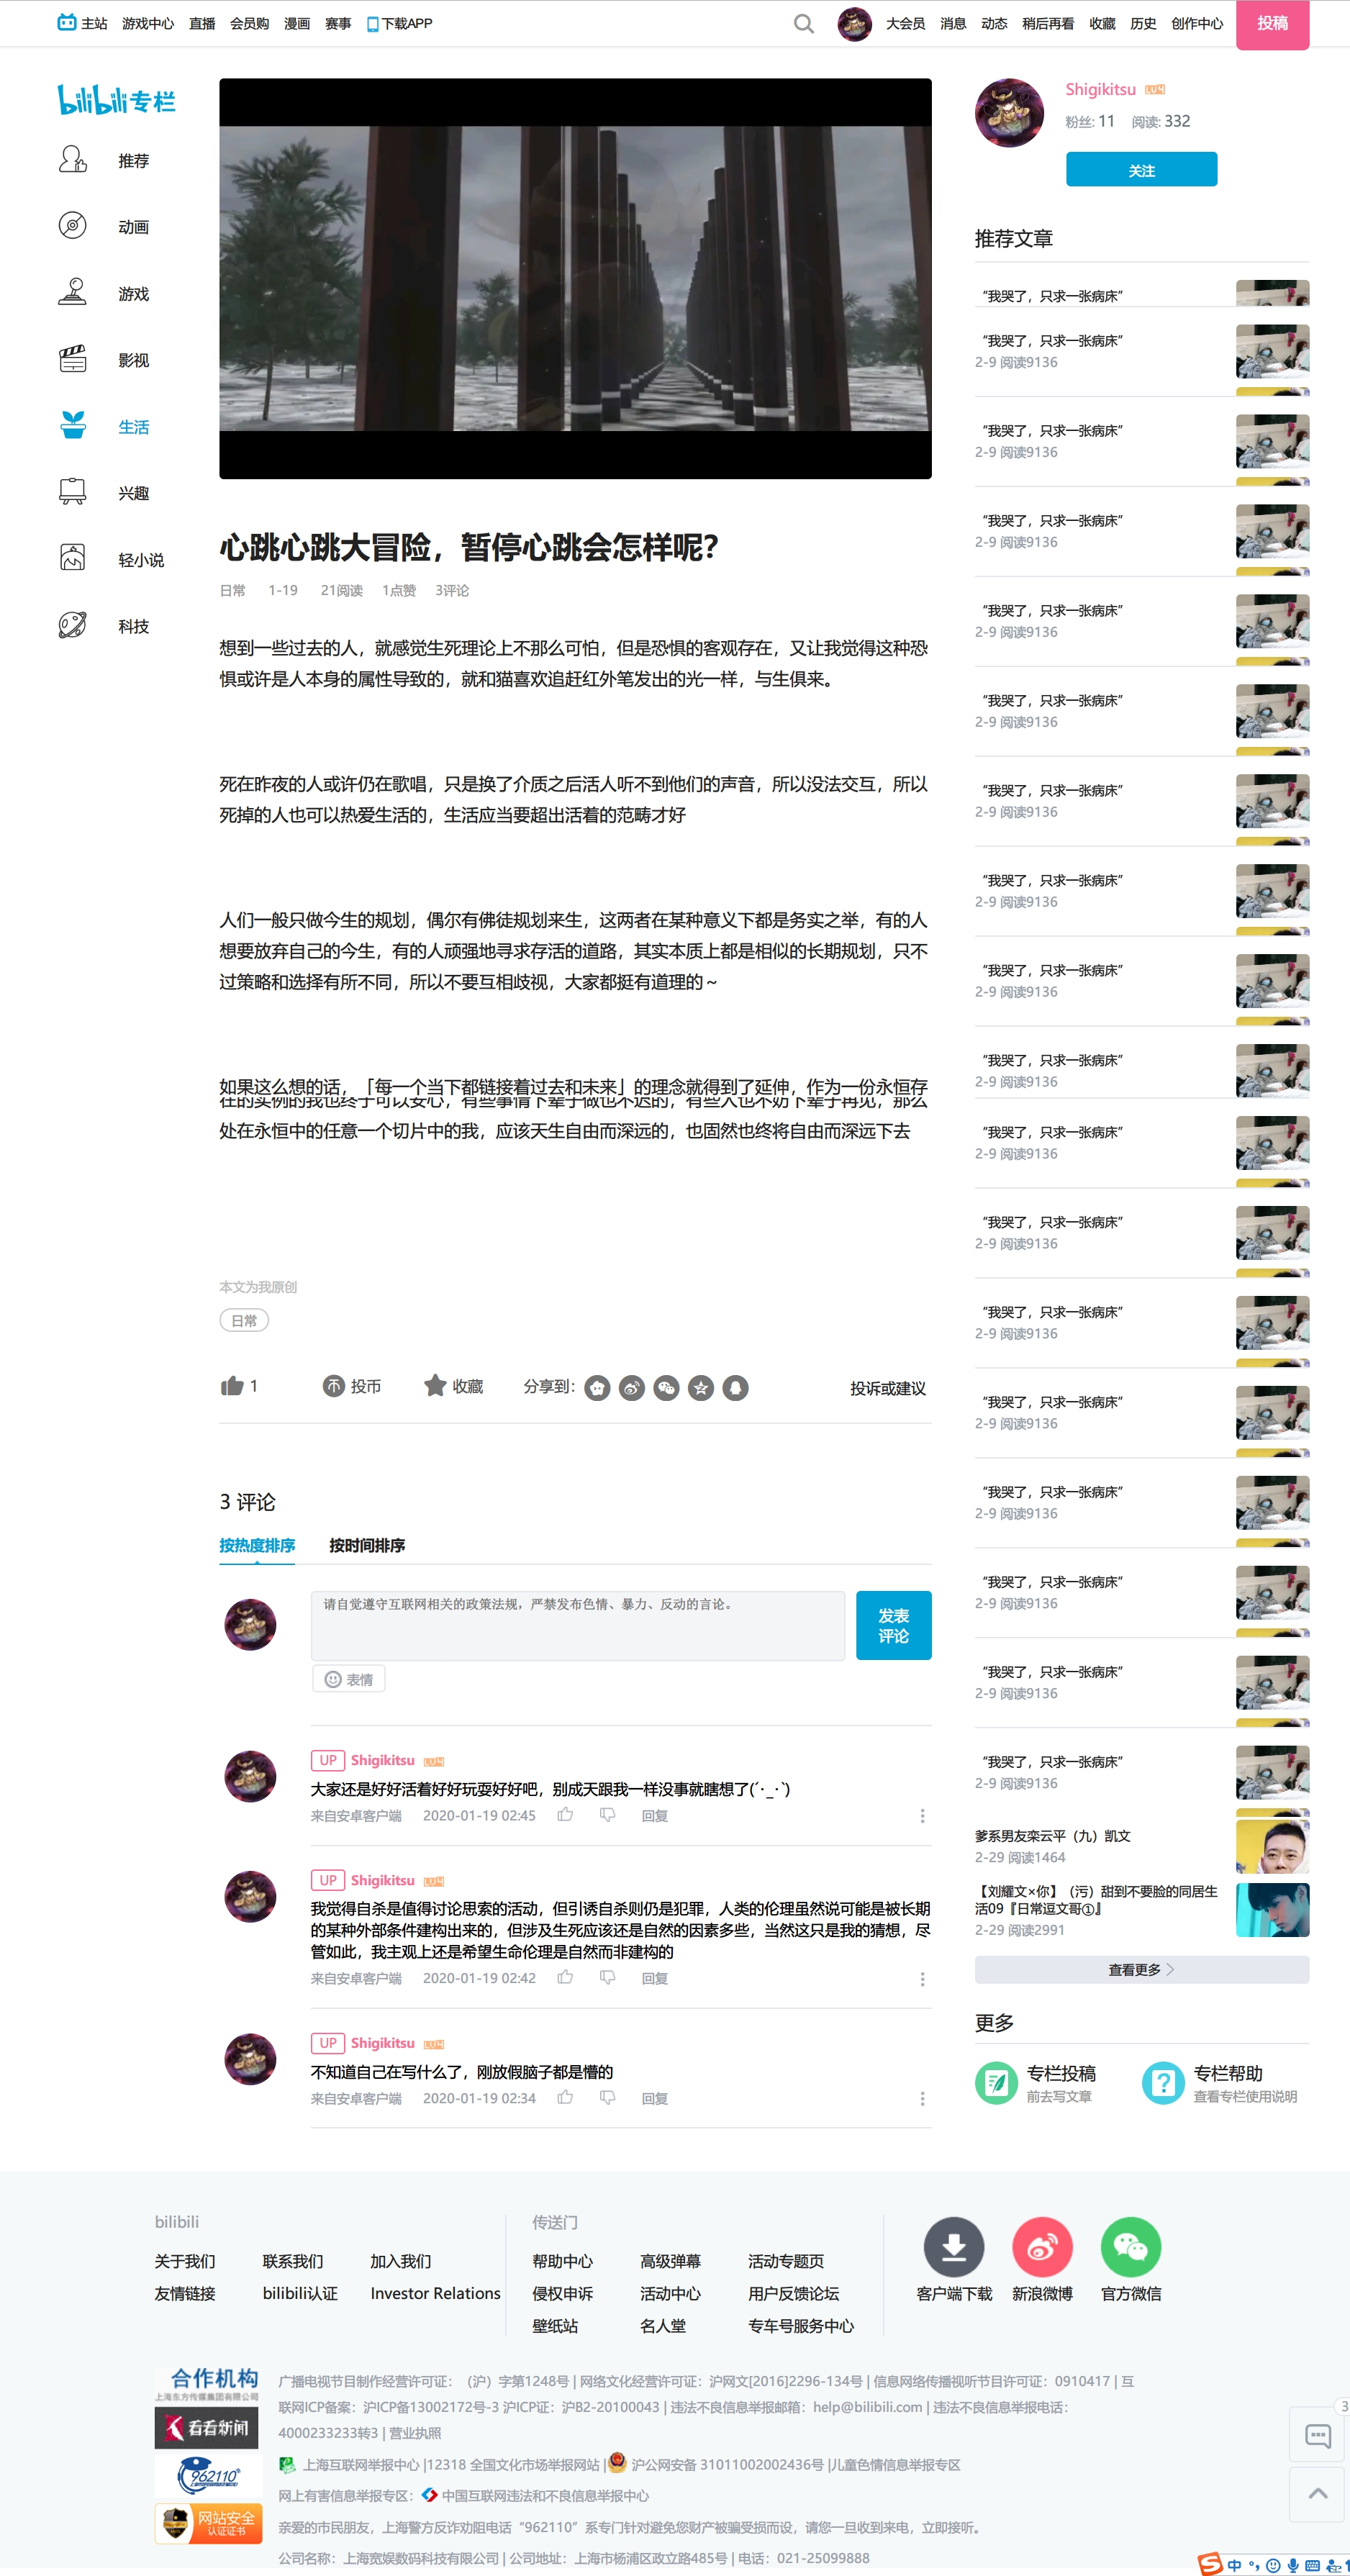 主站 游戏中心 直播 会员购 漫画 赛事 下载APP 大会员 消息 动态 稍后再看 收藏 历史 创作中心 投稿
bilibili专栏
推荐
动画
游戏
影视
生活
兴趣
轻小说
科技
心跳心跳大冒险，暂停心跳会怎样呢？
日常 1-19 21阅读 1点赞 3评论
想到一些过去的人，就感觉生死理论上不那么可怕，但是恐惧的客观存在，又让我觉得这种恐
惧或许是人本身的属性导致的，就和猫喜欢追赶红外笔发出的光一样，与生俱来。
死在昨夜的人或许仍在歌唱，只是换了介质之后活人听不到他们的声音，所以没法交互，所以
死掉的人也可以热爱生活的，生活应当要超出活着的范畴才好
人们一般只做今生的规划，偶尔有佛徒规划来生，这两者在某种意义下都是务实之举，有的人
想要放弃自己的今生，有的人顽强地寻求存活的道路，其实本质上都是相似的长期规划，只不
过策略和选择有所不同，所以不要互相歧视，大家都挺有道理的～
如果这么想的话，「每一个当下都链接着过去和未来」的理念就得到了延伸，作为一份永恒存
在的实例的我也终于可以安心，有些事情下辈子做也不迟的，有些人也不妨下辈子再见，那么
处在永恒中的任意一个切片中的我，应该天生自由而深远的，也固然也终将自由而深远下去
本文为我原创
日常
1 投币 收藏 分享到： 投诉或建议
3 评论
按热度排序 按时间排序
请自觉遵守互联网相关的政策法规，严禁发布色情、暴力、反动的言论。
发表
评论
表情
UP Shigikitsu LV4
大家还是好好活着好好玩耍好好吧，别成天跟我一样没事就瞎想了(´･_･`)
来自安卓客户端 2020-01-19 02:45 回复
UP Shigikitsu LV4
我觉得自杀是值得讨论思索的活动，但引诱自杀则仍是犯罪，人类的伦理虽然说可能是被长期
的某种外部条件建构出来的，但涉及生死应该还是自然的因素多些，当然这只是我的猜想，尽
管如此，我主观上还是希望生命伦理是自然而非建构的
来自安卓客户端 2020-01-19 02:42 回复
UP Shigikitsu LV4
不知道自己在写什么了，刚放假脑子都是懵的
来自安卓客户端 2020-01-19 02:34 回复
Shigikitsu LV4
粉丝: 11 阅读: 332
关注
推荐文章
“我哭了，只求一张病床”
“我哭了，只求一张病床”
2-9 阅读9136
“我哭了，只求一张病床”
2-9 阅读9136
“我哭了，只求一张病床”
2-9 阅读9136
“我哭了，只求一张病床”
2-9 阅读9136
“我哭了，只求一张病床”
2-9 阅读9136
“我哭了，只求一张病床”
2-9 阅读9136
“我哭了，只求一张病床”
2-9 阅读9136
“我哭了，只求一张病床”
2-9 阅读9136
“我哭了，只求一张病床”
2-9 阅读9136
“我哭了，只求一张病床”
2-9 阅读9136
“我哭了，只求一张病床”
2-9 阅读9136
“我哭了，只求一张病床”
2-9 阅读9136
“我哭了，只求一张病床”
2-9 阅读9136
“我哭了，只求一张病床”
2-9 阅读9136
“我哭了，只求一张病床”
2-9 阅读9136
“我哭了，只求一张病床”
2-9 阅读9136
“我哭了，只求一张病床”
2-9 阅读9136
爹系男友栾云平（九）凯文
2-29 阅读1464
【刘耀文×你】（污）甜到不要脸的同居生
活09『日常逗文哥①』
2-29 阅读2991
查看更多
更多
专栏投稿
前去写文章
专栏帮助
查看专栏使用说明
bilibili
关于我们 联系我们 加入我们
友情链接 bilibili认证 Investor Relations
传送门
帮助中心 高级弹幕 活动专题页
侵权申诉 活动中心 用户反馈论坛
壁纸站 名人堂 专车号服务中心
客户端下载 新浪微博 官方微信
合作机构
上海东方传媒集团有限公司
看看新闻
962110
网站安全
认证证书
广播电视节目制作经营许可证：（沪）字第1248号 | 网络文化经营许可证：沪网文[2016]2296-134号 | 信息网络传播视听节目许可证：0910417 | 互
联网ICP备案：沪ICP备13002172号-3 沪ICP证：沪B2-20100043 | 违法不良信息举报邮箱：help@bilibili.com | 违法不良信息举报电话：
4000233233转3 | 营业执照
上海互联网举报中心 |12318 全国文化市场举报网站 | 沪公网安备 31011002002436号 |儿童色情信息举报专区
网上有害信息举报专区： 中国互联网违法和不良信息举报中心
亲爱的市民朋友，上海警方反诈劝阻电话“962110”系专门针对避免您财产被骗受损而设，请您一旦收到来电，立即接听。
公司名称：上海宽娱数码科技有限公司 | 公司地址：上海市杨浦区政立路485号 | 电话：021-25099888
3
中